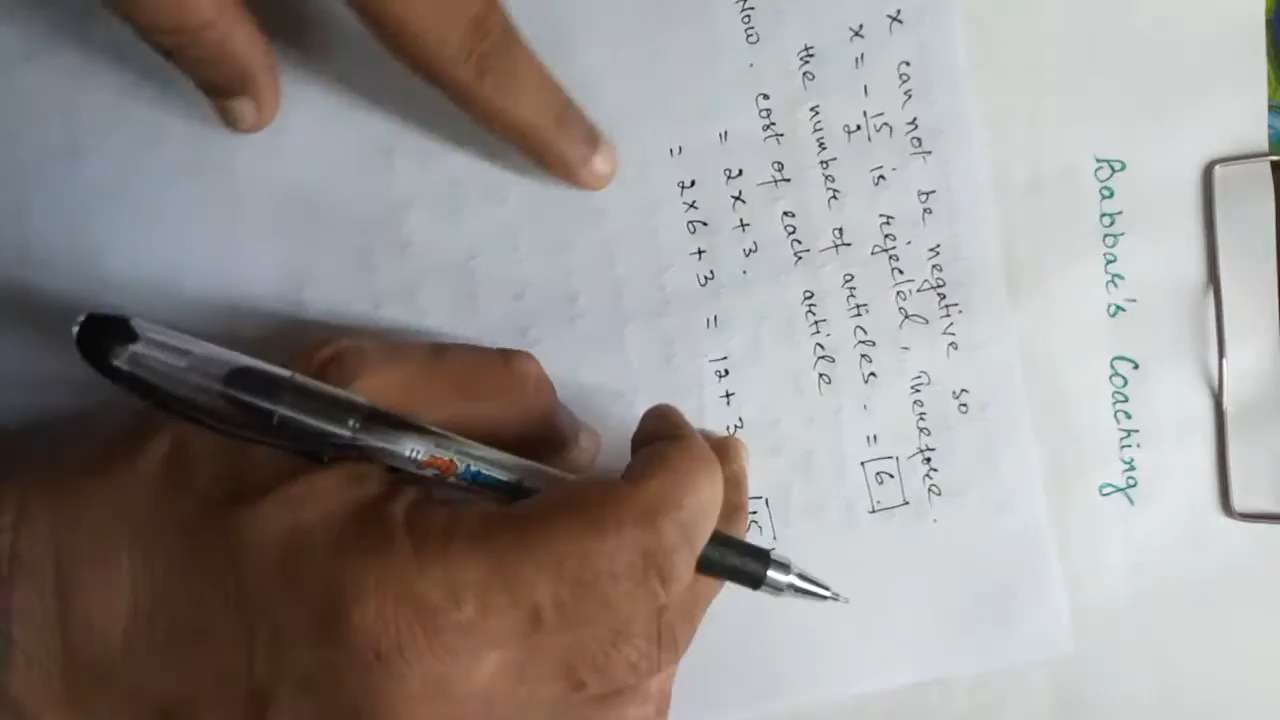 Babbar's Coaching
x can not be negative so
x = - 15/2 is rejected, Therefore.
the number of articles. = 6.
Now. cost of each article
= 2x+3.
= 2×6+3 = 12+3 15